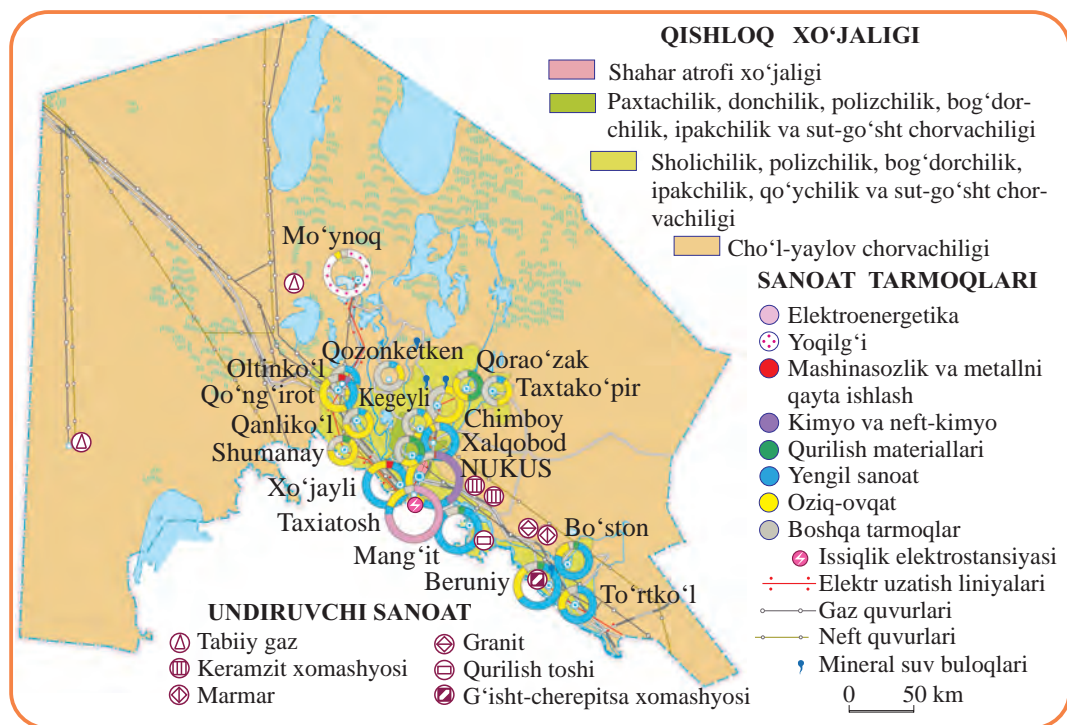 QISHLOQ XO‘JALIGI
Shahar atrofi xo‘jaligi
Paxtachilik, donchilik, polizchilik, bog‘dor-
chilik, ipakchilik va sut-go‘sht chorvachiligi
Sholichilik, polizchilik, bog‘dorchilik,
ipakchilik, qo‘ychilik va sut-go‘sht chor-
vachiligi
Cho‘l-yaylov chorvachiligi
SANOAT TARMOQLARI
Elektroenergetika
Yoqilg‘i
Mashinasozlik va metallni
qayta ishlash
Kimyo va neft-kimyo
Qurilish materiallari
Yengil sanoat
Oziq-ovqat
Boshqa tarmoqlar
Issiqlik elektrostansiyasi
Elektr uzatish liniyalari
Gaz quvurlari
Neft quvurlari
Mineral suv buloqlari
0 50 km
Mo‘ynoq
Qozonketken
Qorao‘zak
Oltinko‘l
Taxtako‘pir
Qo‘ng‘irot
Kegeyli
Chimboy
Qanliko‘l
Xalqobod
Shumanay
NUKUS
Xo‘jayli
Taxiatosh
Mang‘it
Bo‘ston
Beruniy
To‘rtko‘l
UNDIRUVCHI SANOAT
Tabiiy gaz
Keramzit xomashyosi
Marmar
Granit
Qurilish toshi
G‘isht-cherepitsa xomashyosi